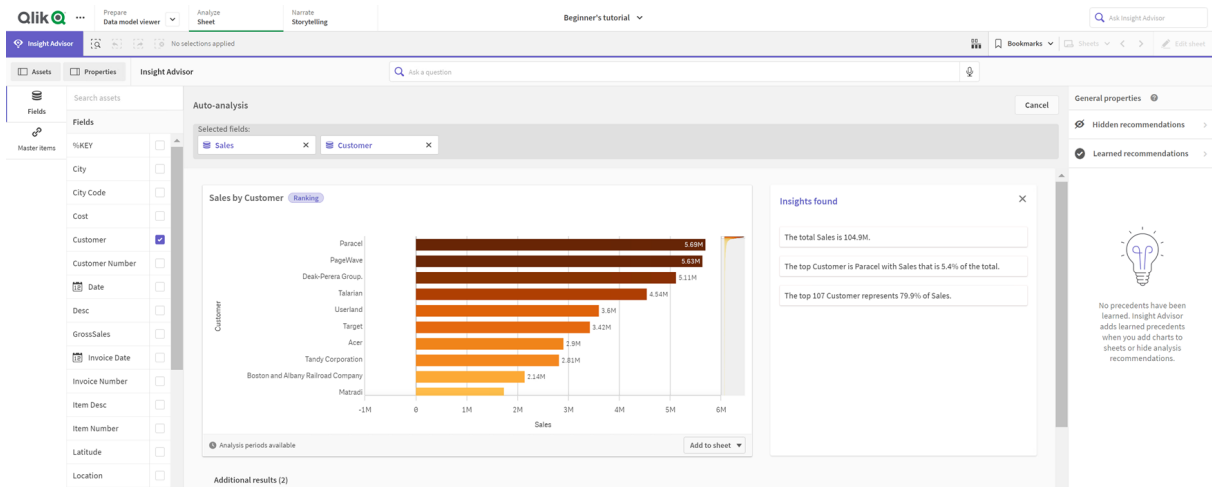 Qlik
Prepare
Data model viewer
Analyze
Sheet
Narrate
Storytelling
Beginner's tutorial
Ask Insight Advisor
Insight Advisor
No selections applied
Bookmarks
Sheets
Edit sheet
Assets
Properties
Insight Advisor
Ask a question
Fields
Master items
Search assets
Fields
%KEY
City
City Code
Cost
Customer
Customer Number
Date
Desc
GrossSales
Invoice Date
Invoice Number
Item Desc
Item Number
Latitude
Location
Auto-analysis
Cancel
Selected fields:
Sales
Customer
Sales by Customer
Ranking
Customer
Paracel
5.69M
PageWave
5.63M
Deak-Perera Group.
5.11M
Talarian
4.54M
Userland
3.6M
Target
3.42M
Acer
2.9M
Tandy Corporation
2.81M
Boston and Albany Railroad Company
2.14M
Matradi
-1M 0 1M 2M 3M 4M 5M 6M
Sales
Analysis periods available
Add to sheet
Additional results (2)
Insights found
The total Sales is 104.9M.
The top Customer is Paracel with Sales that is 5.4% of the total.
The top 107 Customer represents 79.9% of Sales.
General properties
Hidden recommendations
Learned recommendations
No precedents have been
learned. Insight Advisor
adds learned precedents
when you add charts to
sheets or hide analysis
recommendations.